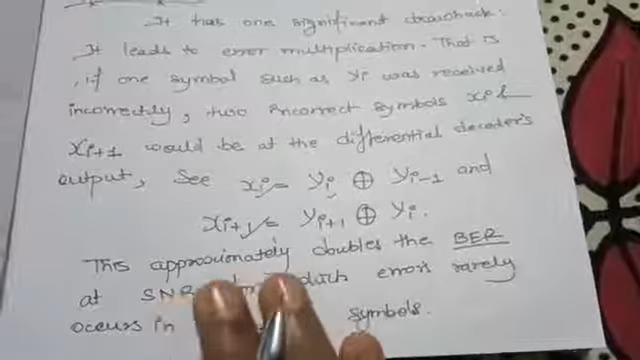 It has one significant drawback.
It leads to error multiplication. That is
, if one symbol such as yi was received
incorrectly, two incorrect symbols xi &
xi+1 would be at the differential decoder's
output, See xi = yi ⊕ yi-1 and
xi+1 = yi+1 ⊕ yi.
This approximately doubles the BER
at SNR which errors rarely
occurs in symbols.